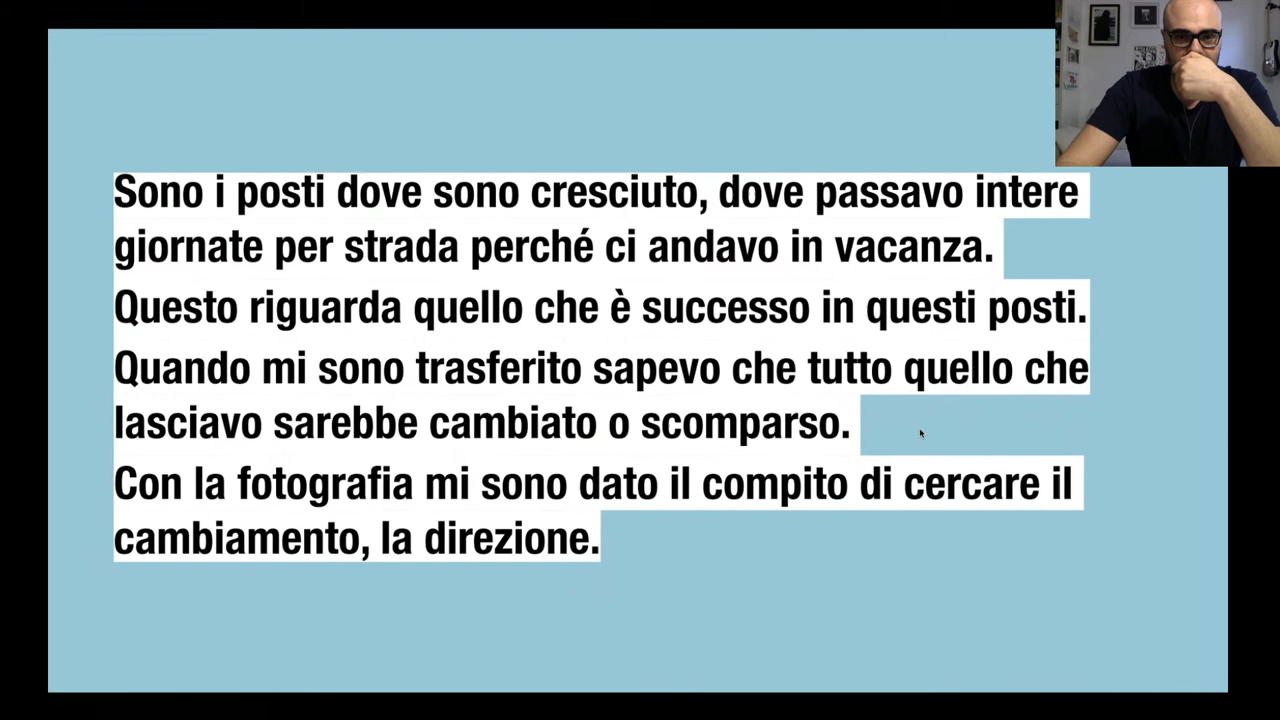 Sono i posti dove sono cresciuto, dove passavo intere
giornate per strada perché ci andavo in vacanza.
Questo riguarda quello che è successo in questi posti.
Quando mi sono trasferito sapevo che tutto quello che
lasciavo sarebbe cambiato o scomparso.
Con la fotografia mi sono dato il compito di cercare il
cambiamento, la direzione.